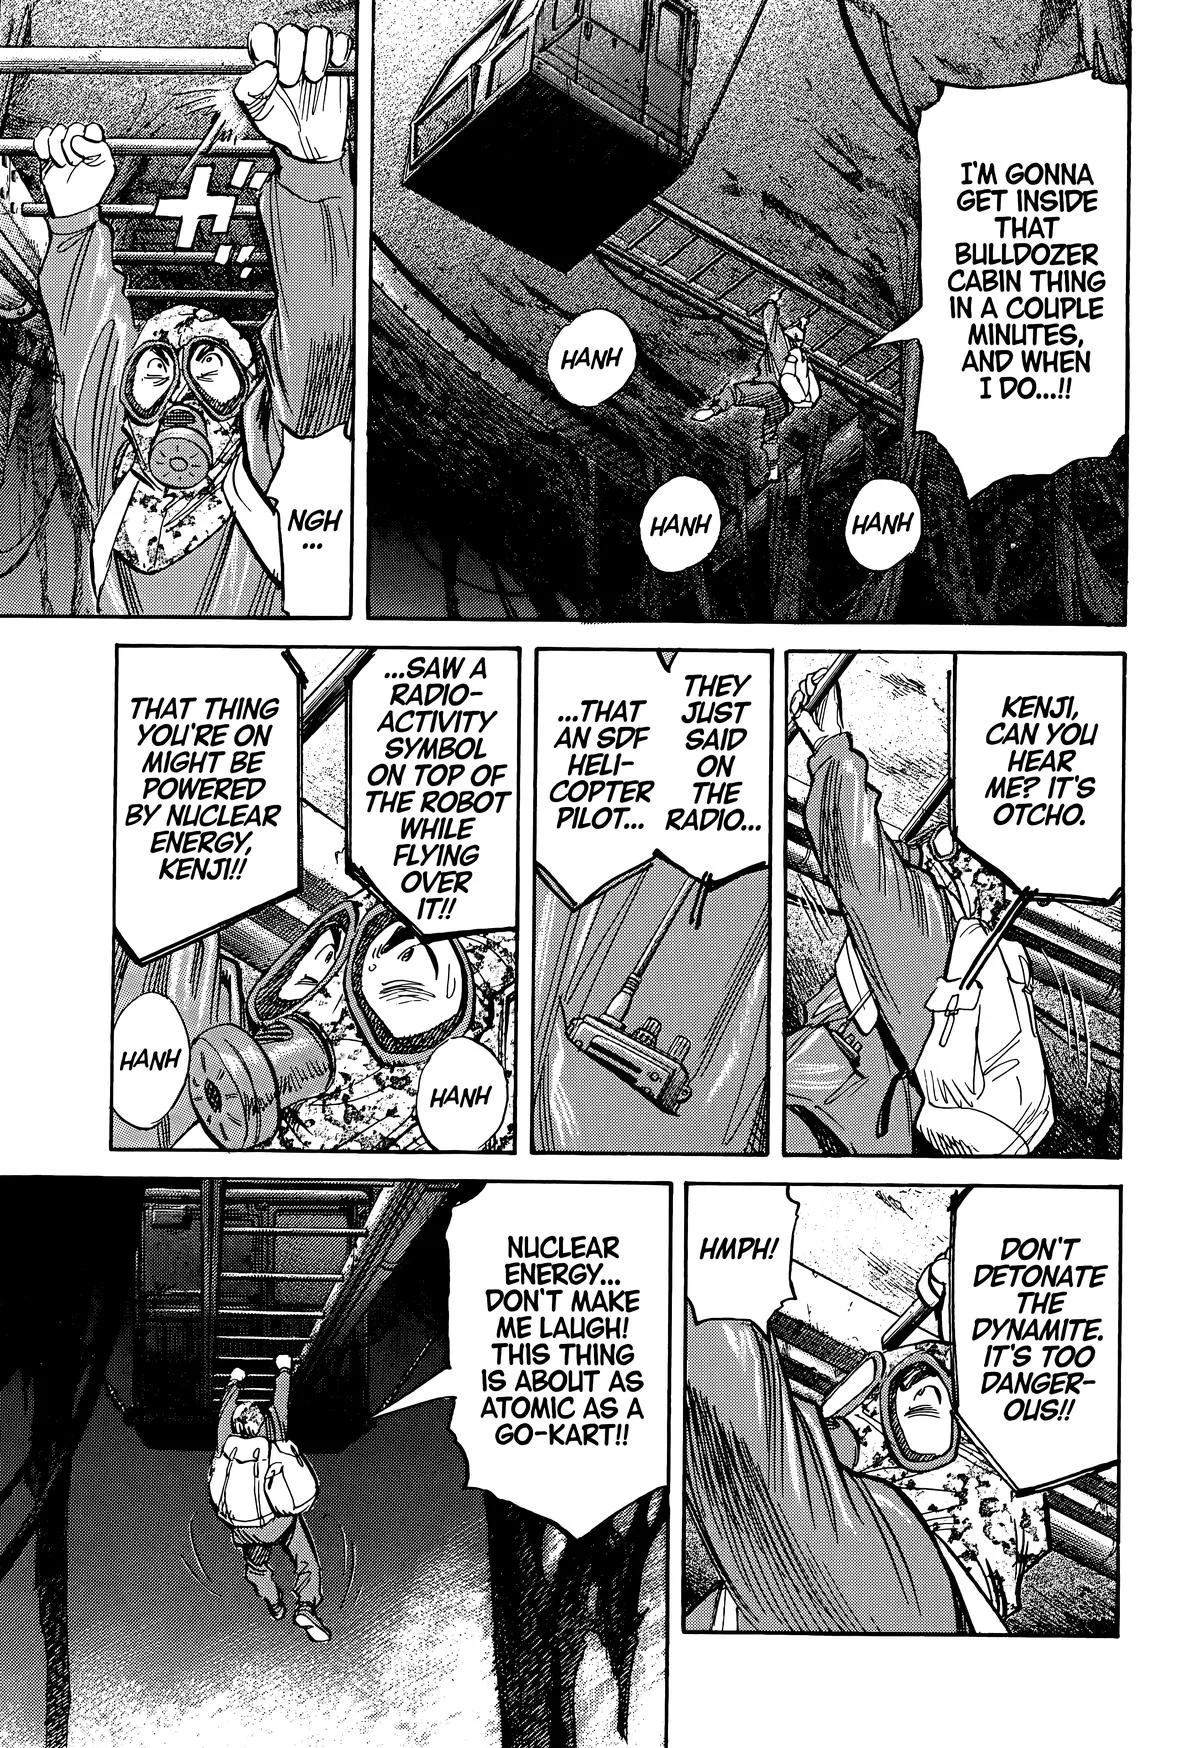 I'M GONNA
GET INSIDE
THAT
BULLDOZER
CABIN THING
IN A COUPLE
MINUTES,
AND WHEN
I DO...!!
HANH
HANH
HANH
ガッ
NGH
...
KENJI,
CAN YOU
HEAR
ME? IT'S
OTCHO.
THEY
JUST
SAID
ON
THE
RADIO...
...THAT
AN SDF
HELI-
COPTER
PILOT...
...SAW A
RADIO-
ACTIVITY
SYMBOL
ON TOP OF
THE ROBOT
WHILE
FLYING
OVER
IT!!
THAT THING
YOU'RE ON
MIGHT BE
POWERED
BY NUCLEAR
ENERGY,
KENJI!!
HANH
HANH
DON'T
DETONATE
THE
DYNAMITE.
IT'S TOO
DANGER-
OUS!!
HMPH!
NUCLEAR
ENERGY...
DON'T MAKE
ME LAUGH!
THIS THING
IS ABOUT AS
ATOMIC AS A
GO-KART!!